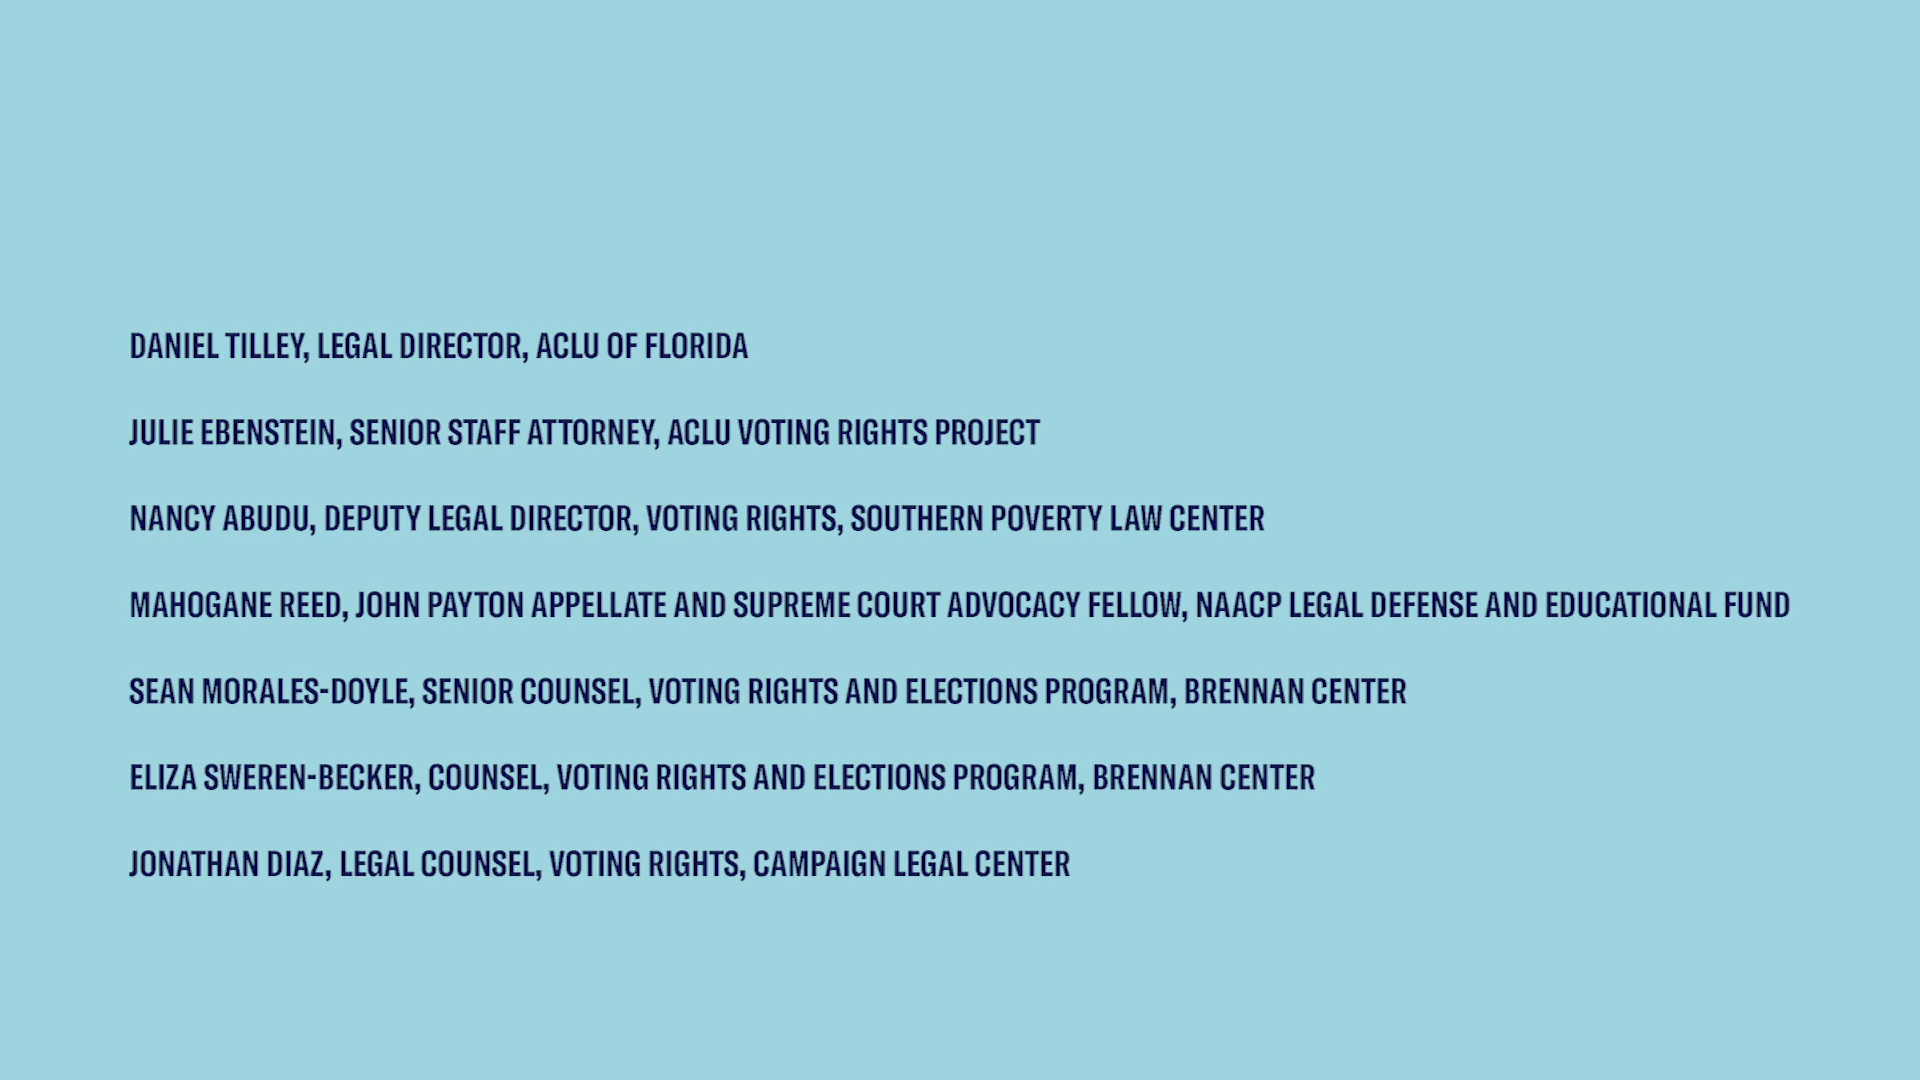 DANIEL TILLEY, LEGAL DIRECTOR, ACLU OF FLORIDA
JULIE EBENSTEIN, SENIOR STAFF ATTORNEY, ACLU VOTING RIGHTS PROJECT
NANCY ABUDU, DEPUTY LEGAL DIRECTOR, VOTING RIGHTS, SOUTHERN POVERTY LAW CENTER
MAHOGANE REED, JOHN PAYTON APPELLATE AND SUPREME COURT ADVOCACY FELLOW, NAACP LEGAL DEFENSE AND EDUCATIONAL FUND
SEAN MORALES-DOYLE, SENIOR COUNSEL, VOTING RIGHTS AND ELECTIONS PROGRAM, BRENNAN CENTER
ELIZA SWEREN-BECKER, COUNSEL, VOTING RIGHTS AND ELECTIONS PROGRAM, BRENNAN CENTER
JONATHAN DIAZ, LEGAL COUNSEL, VOTING RIGHTS, CAMPAIGN LEGAL CENTER